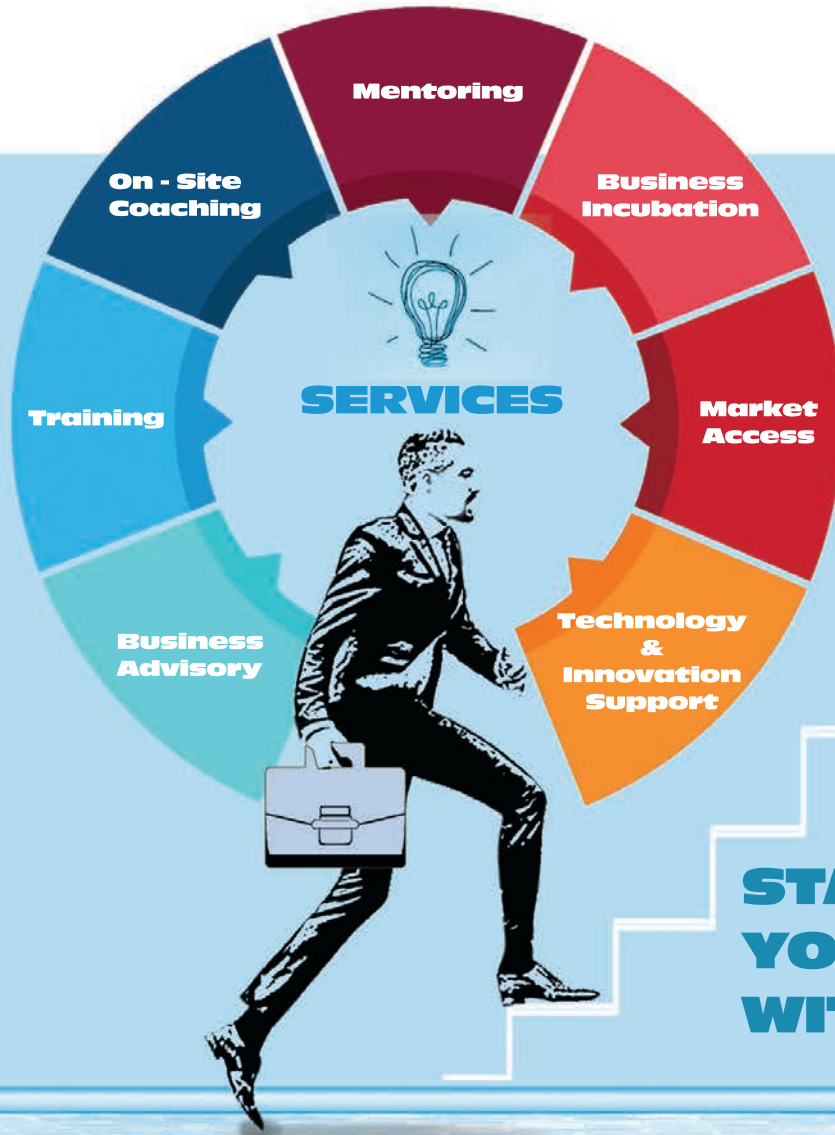 Mentoring
On - Site
Coaching
Business
Incubation
SERVICES
Training
Market
Access
Business
Advisory
Technology
&
Innovation
Support